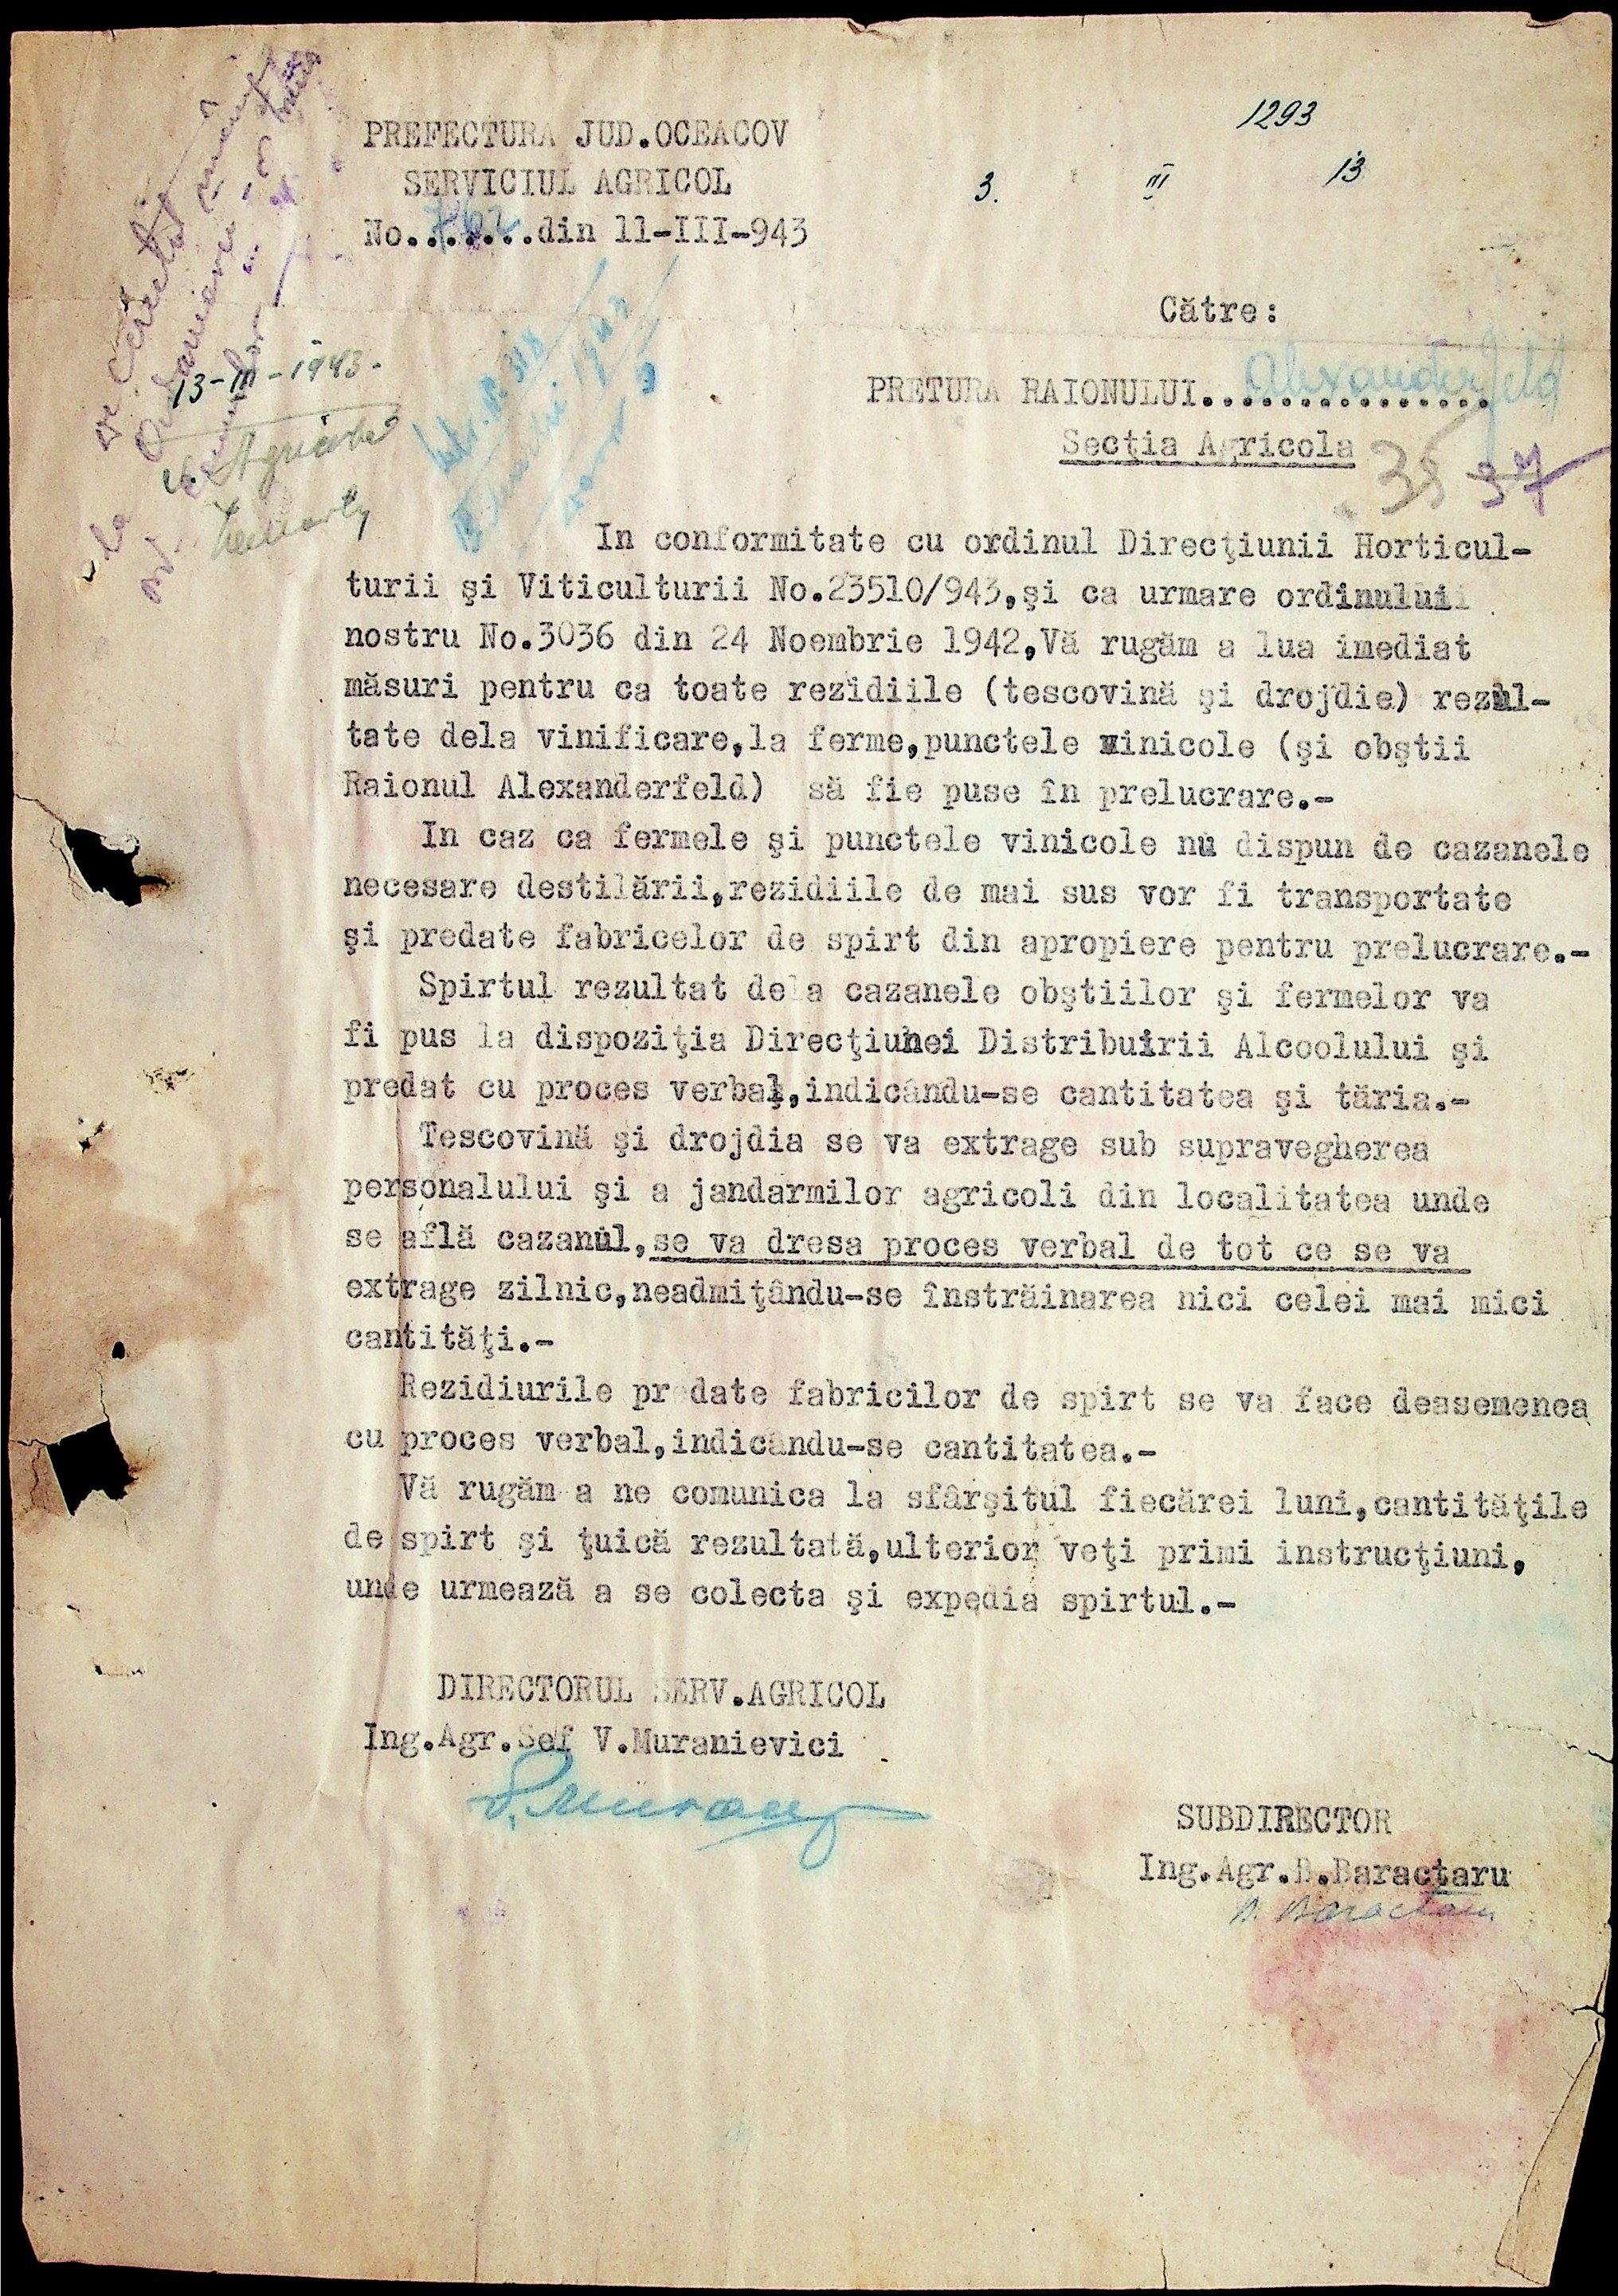 1293
3. III 13
PREFECTURA JUD.OCEACOV
SERVICIUL AGRICOL
No........din 11-III-943
Către:
13-III-1943-
PRETURA RAIONULUI................
Alexanderfeld
Secţia Agricola
37
In conformitate cu ordinul Direcţiunii Horticul-
turii şi Viticulturii No.23510/943,şi ca urmare ordinului
nostru No.3036 din 24 Noembrie 1942,Vă rugăm a lua imediat
măsuri pentru ca toate rezidiile (tescovină şi drojdie) rezul-
tate dela vinificare,la ferme,punctele vinicole (şi obştii
Raionul Alexanderfeld) să fie puse în prelucrare.-
In caz ca fermele şi punctele vinicole nu dispun de cazanele
necesare destilării,rezidiile de mai sus vor fi transportate
şi predate fabricelor de spirt din apropiere pentru prelucrare.-
Spirtul rezultat dela cazanele obştiilor şi fermelor va
fi pus la dispoziţia Direcţiunei Distribuirii Alcoolului şi
predat cu proces verbal,indicându-se cantitatea şi tăria.-
Tescovină şi drojdia se va extrage sub supravegherea
personalului şi a jandarmilor agricoli din localitatea unde
se află cazanul,se va dresa proces verbal de tot ce se va
extrage zilnic,neadmiţându-se înstrăinarea nici celei mai mici
cantităţi.-
Rezidiurile predate fabricilor de spirt se va face deasemenea
cu proces verbal,indicându-se cantitatea.-
Vă rugăm a ne comunica la sfârşitul fiecărei luni,cantităţile
de spirt şi ţuică rezultată,ulterior veţi primi instrucţiuni,
unde urmează a se colecta şi expedia spirtul.-
DIRECTORUL SERV.AGRICOL
Ing.Agr.Sef V.Muranievici
SUBDIRECTOR
Ing.Agr.D.Baractaru